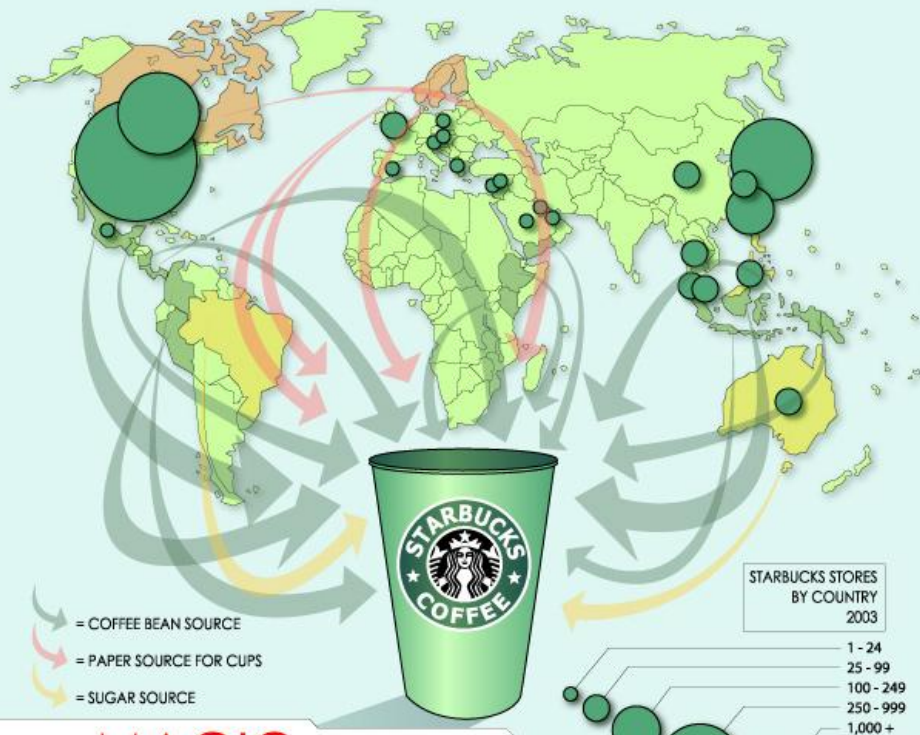 STARBUCKS
COFFEE
STARBUCKS STORES
BY COUNTRY
2003
= COFFEE BEAN SOURCE
= PAPER SOURCE FOR CUPS
= SUGAR SOURCE
1 - 24
25 - 99
100 - 249
250 - 999
1,000 +